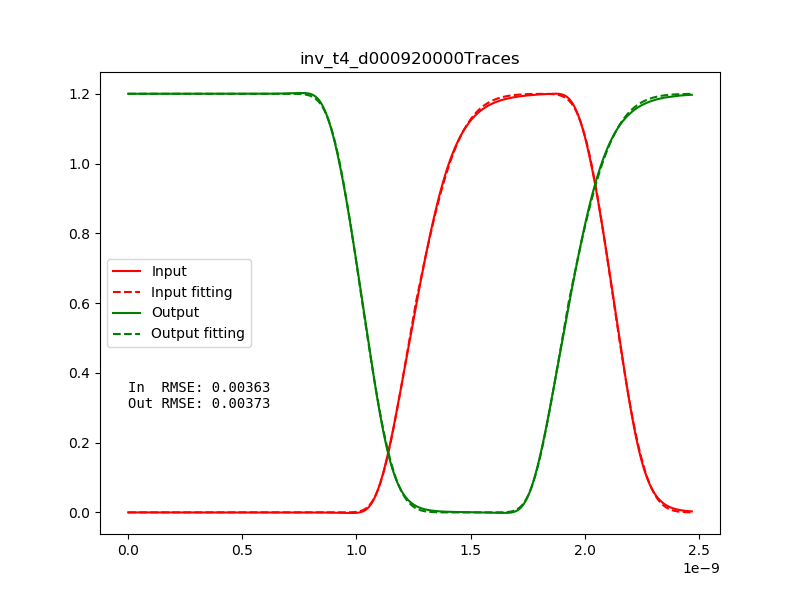 inv_t4_d000920000Traces
1.2
1.0
0.8
0.6
0.4
0.2
0.0
Input
Input fitting
Output
Output fitting
In  RMSE: 0.00363
Out RMSE: 0.00373
0.0 0.5 1.0 1.5 2.0 2.5
1e−9